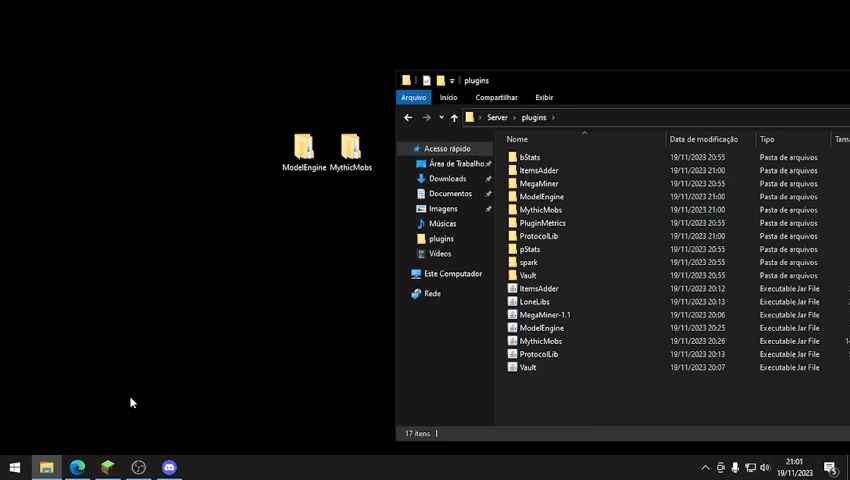 ModelEngine
MythicMobs
plugins
Arquivo
Início
Compartilhar
Exibir
Server
plugins
Acesso rápido
Área de Trabalho
Downloads
Documentos
Imagens
Músicas
plugins
Vídeos
Este Computador
Rede
Nome Data de modificação Tipo
bStats 19/11/2023 20:55 Pasta de arquivos
ItemsAdder 19/11/2023 21:00 Pasta de arquivos
MegaMiner 19/11/2023 20:55 Pasta de arquivos
ModelEngine 19/11/2023 21:00 Pasta de arquivos
MythicMobs 19/11/2023 21:00 Pasta de arquivos
PluginMetrics 19/11/2023 20:55 Pasta de arquivos
ProtocolLib 19/11/2023 21:00 Pasta de arquivos
pStats 19/11/2023 20:55 Pasta de arquivos
spark 19/11/2023 20:55 Pasta de arquivos
Vault 19/11/2023 20:55 Pasta de arquivos
ItemsAdder 19/11/2023 20:12 Executable Jar File
LoneLibs 19/11/2023 20:13 Executable Jar File
MegaMiner-1.1 19/11/2023 20:06 Executable Jar File
ModelEngine 19/11/2023 20:25 Executable Jar File
MythicMobs 19/11/2023 20:26 Executable Jar File
ProtocolLib 19/11/2023 20:13 Executable Jar File
Vault 19/11/2023 20:07 Executable Jar File
17 itens
21:01
19/11/2023